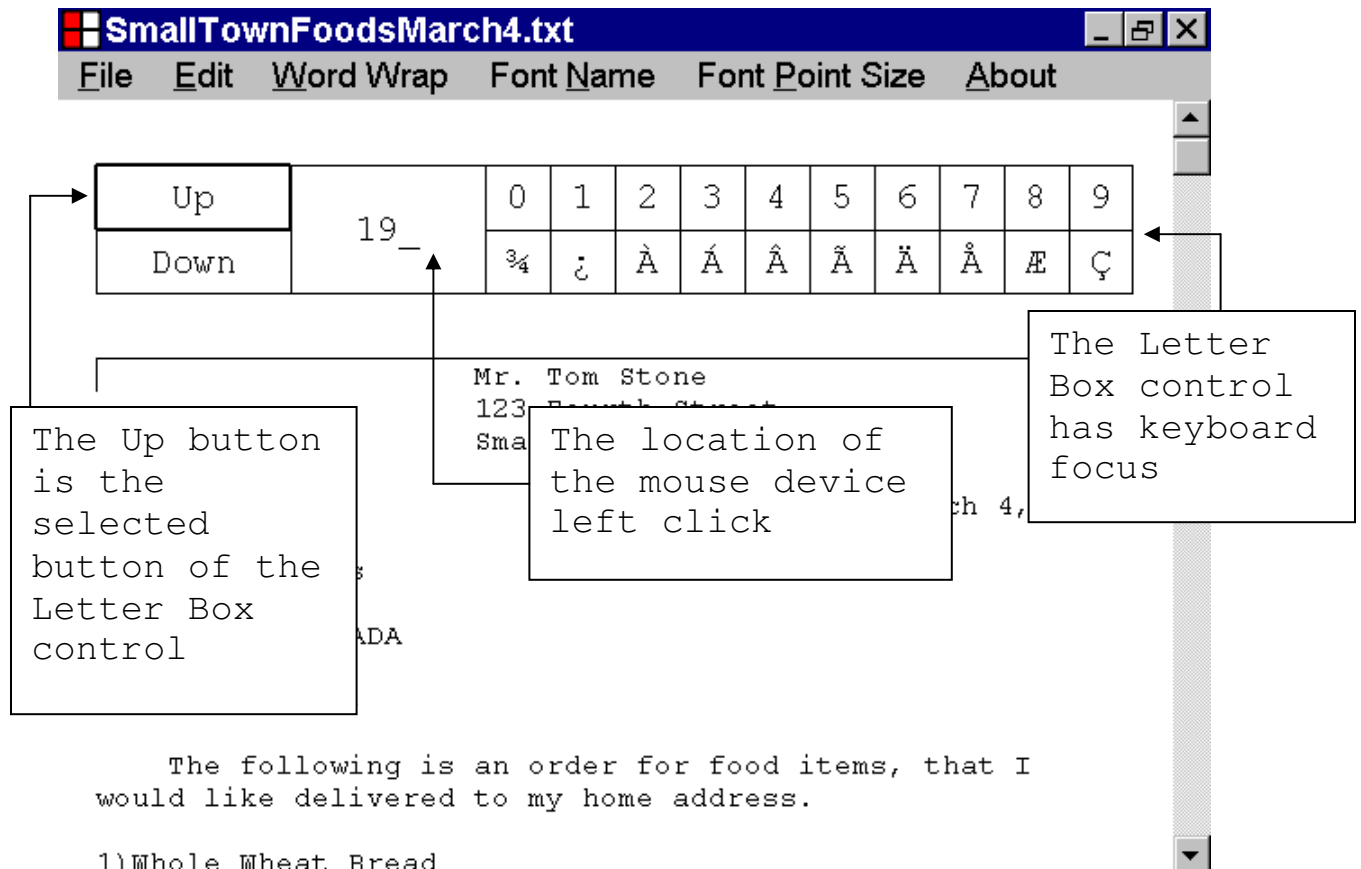 SmallTownFoodsMarch4.txt
File Edit Word Wrap Font Name Font Point Size About
Up
Down
19_
0 1 2 3 4 5 6 7 8 9
¾ ¿ À Á Â Ã Ä Å Æ Ç
The Letter
Box control
has keyboard
focus
Mr. Tom Stone
123
Sma
The Up button
is the
selected
button of the
Letter Box
control
The location of
the mouse device
left click
ch 4,
s
ADA
The following is an order for food items, that I
would like delivered to my home address.
1)Whole Wheat Bread